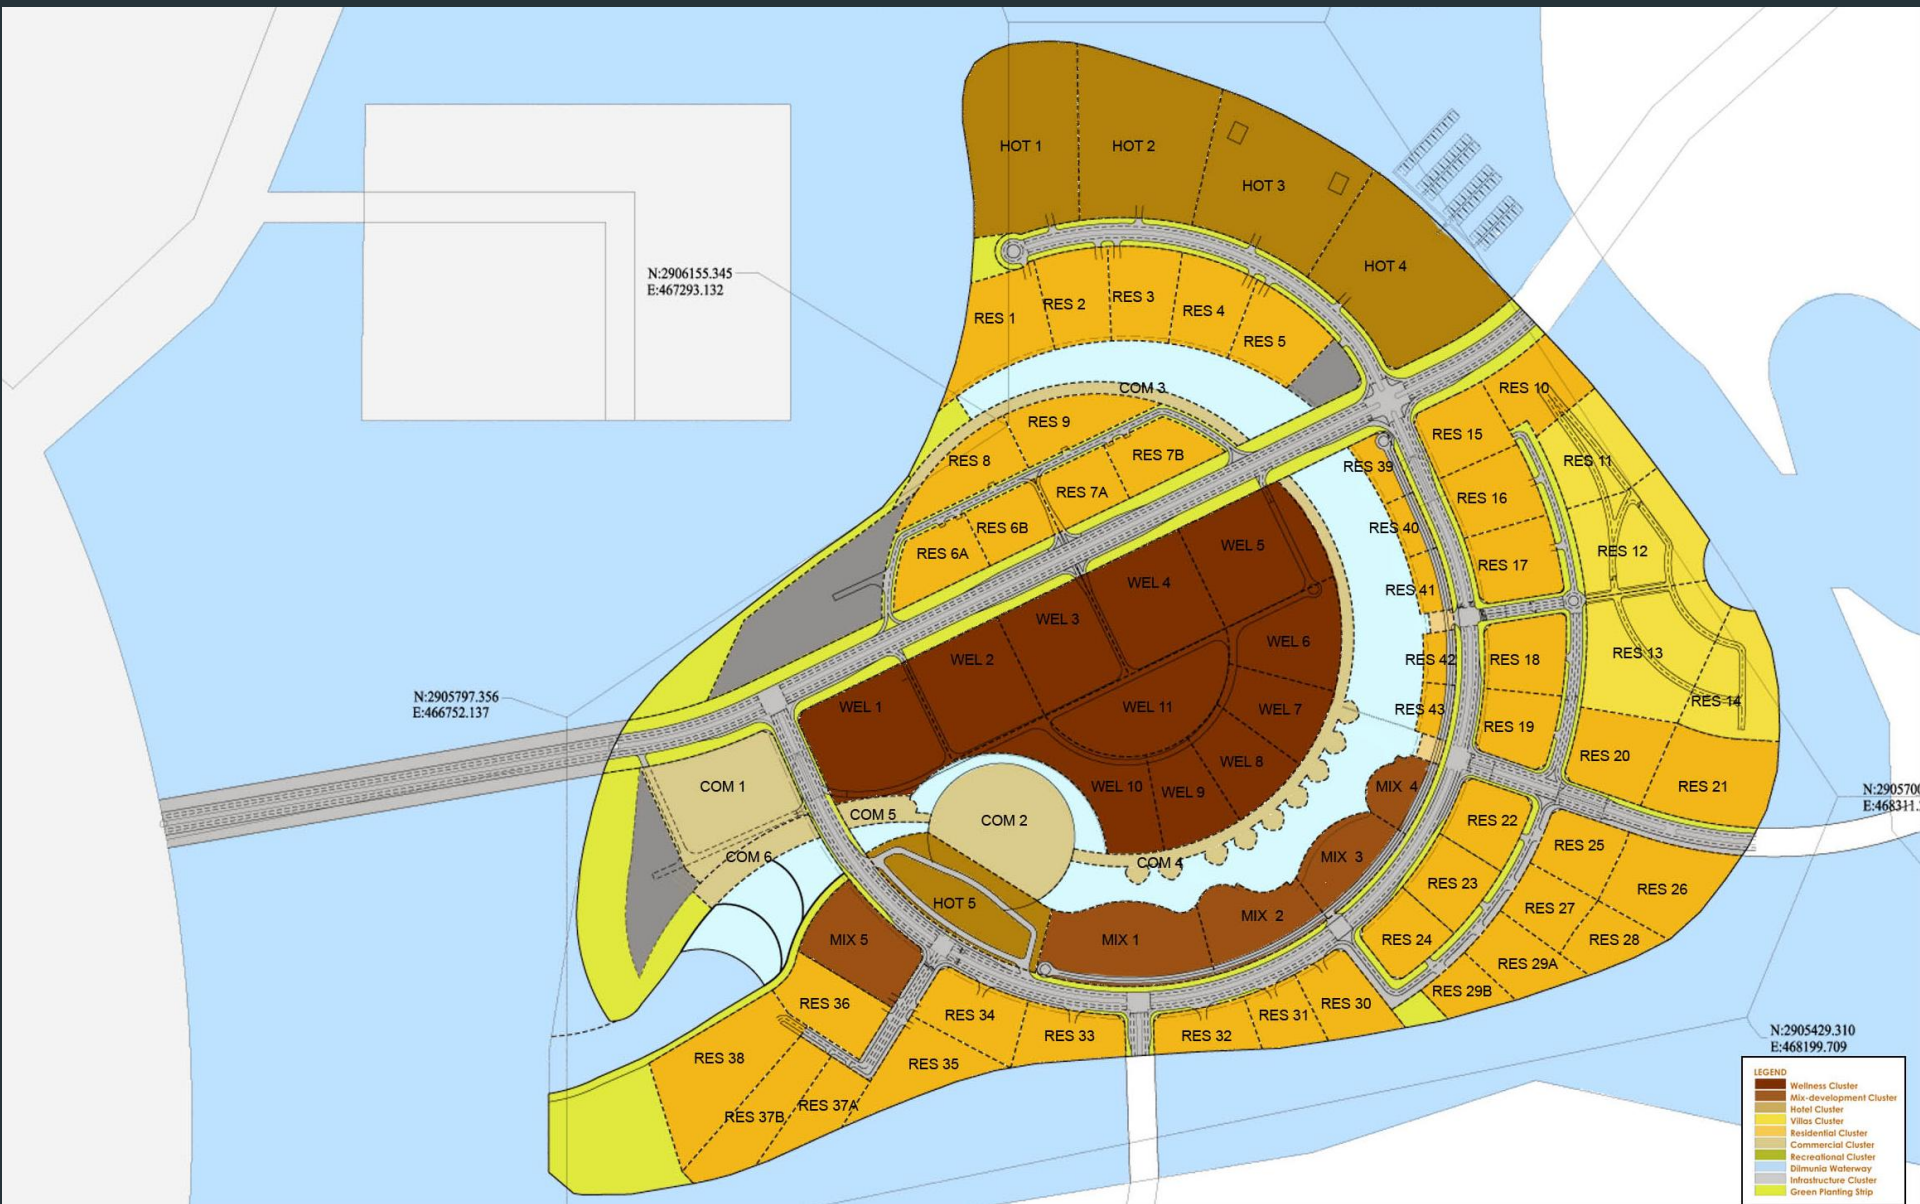 HOT 1
HOT 2
HOT 3
HOT 4
N:2906155.345
E:467293.132
RES 1
RES 2
RES 3
RES 4
RES 5
COM 3
RES 10
RES 9
RES 15
RES 8
RES 7B
RES 39
RES 11
RES 7A
RES 16
RES 6B
RES 40
RES 6A
WEL 5
RES 12
RES 17
WEL 4
RES 41
WEL 3
WEL 6
WEL 2
RES 42
RES 18
RES 13
N:2905797.356
E:466752.137
WEL 1
WEL 11
WEL 7
RES 43
RES 14
RES 19
RES 20
WEL 8
COM 1
WEL 10
WEL 9
MIX 4
RES 21
N:290570
E:468311.
COM 5
COM 2
RES 22
RES 25
COM 6
COM 4
MIX 3
RES 23
RES 26
HOT 5
RES 27
MIX 2
MIX 5
MIX 1
RES 24
RES 28
RES 29A
RES 29B
RES 36
RES 34
RES 30
RES 31
RES 33
RES 32
N:2905429.310
E:468199.709
RES 38
RES 35
RES 37A
RES 37B
LEGEND
Wellness Cluster
Mix-development Cluster
Hotel Cluster
Villas Cluster
Residential Cluster
Commercial Cluster
Recreational Cluster
Dilmunia Waterway
Infrastructure Cluster
Green Planting Strip